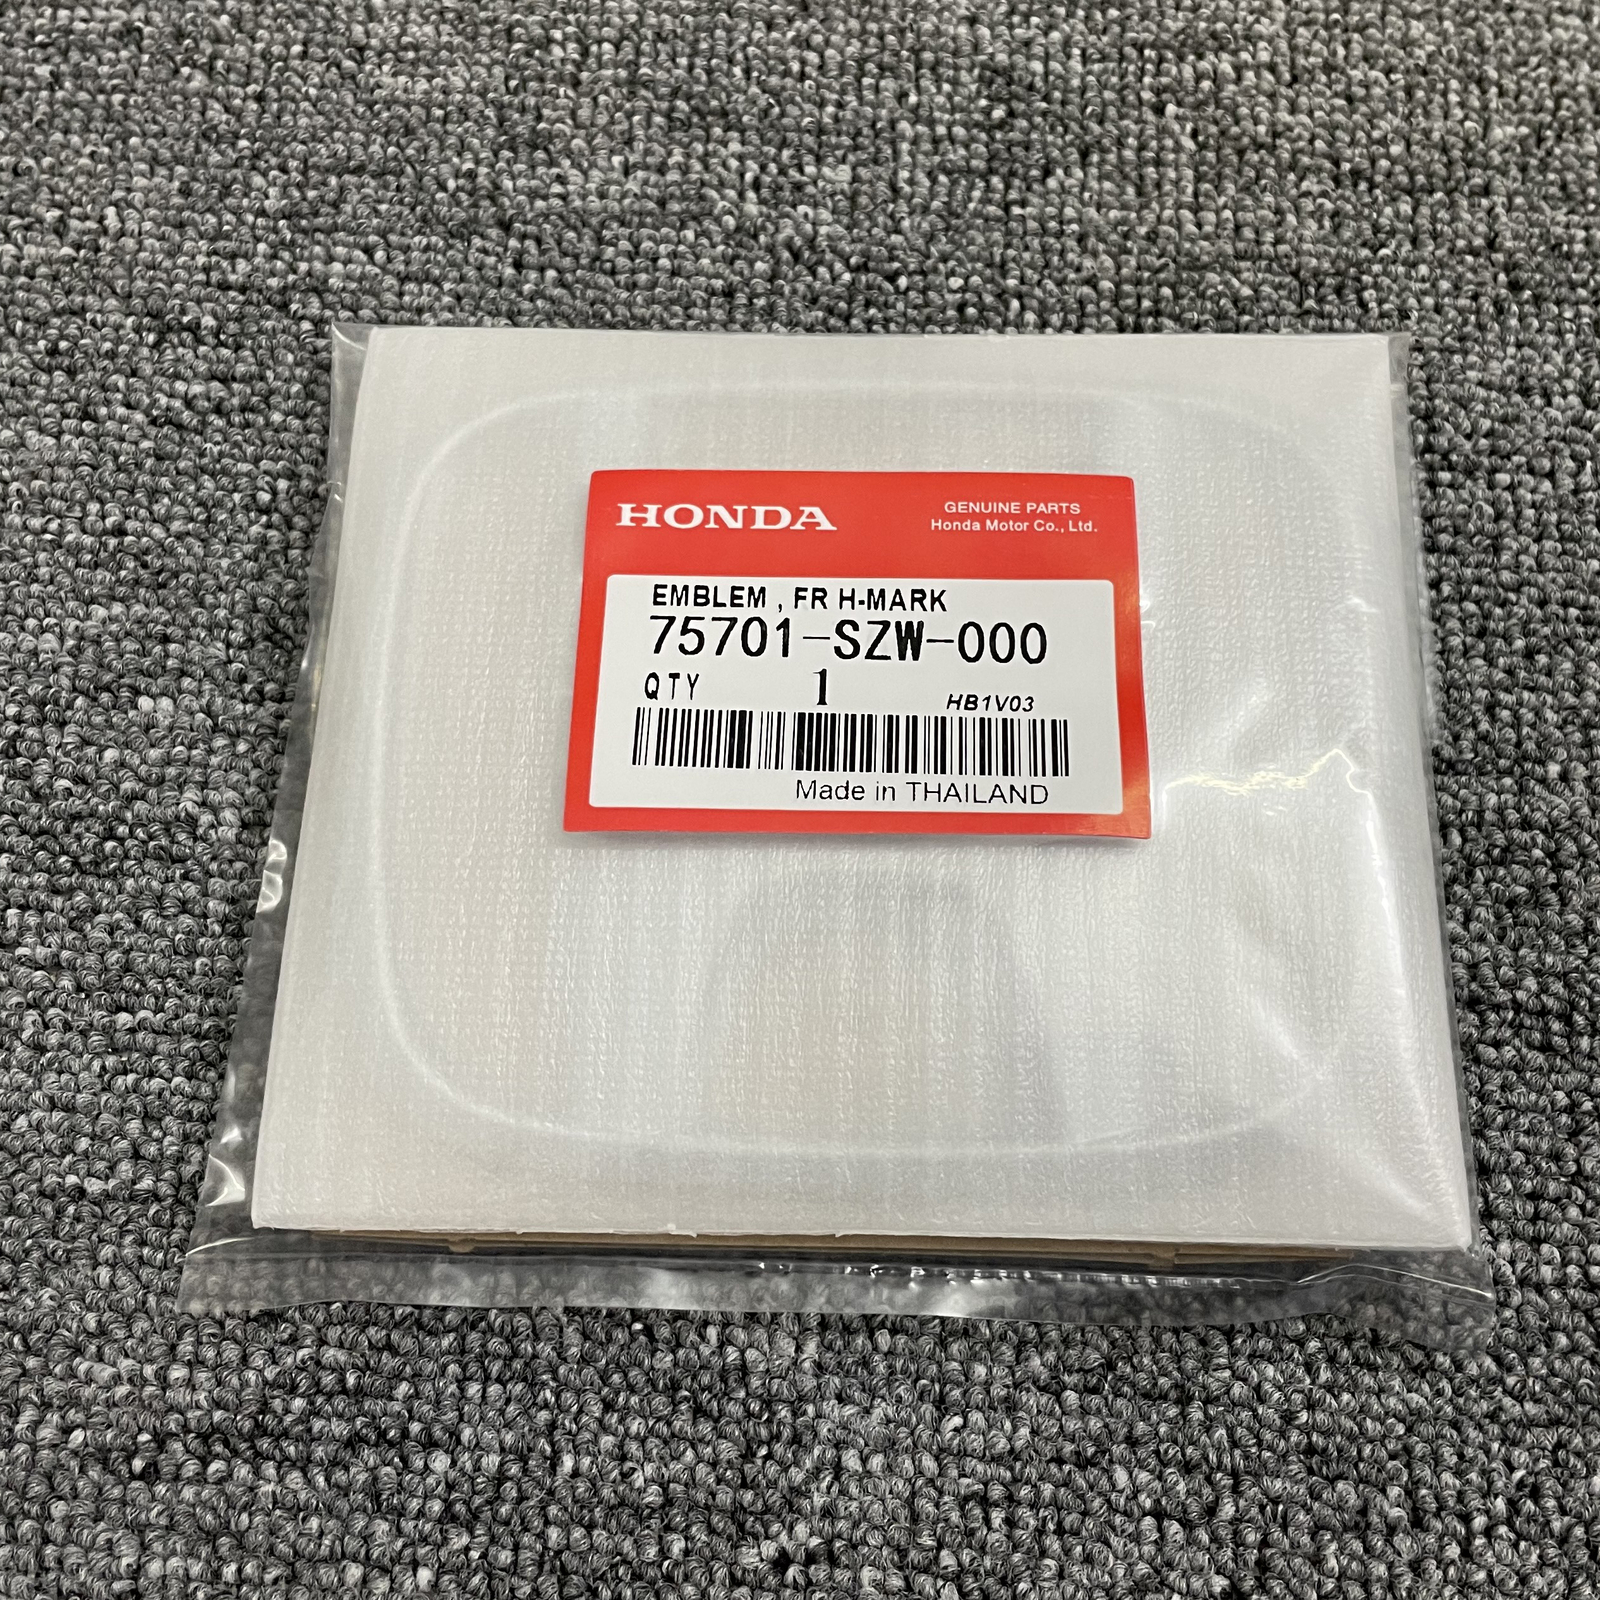 HONDA
GENUINE PARTS
Honda Motor Co., Ltd.
EMBLEM , FR H-MARK
75701-SZW-000
QTY 1 HB1V03
Made in THAILAND